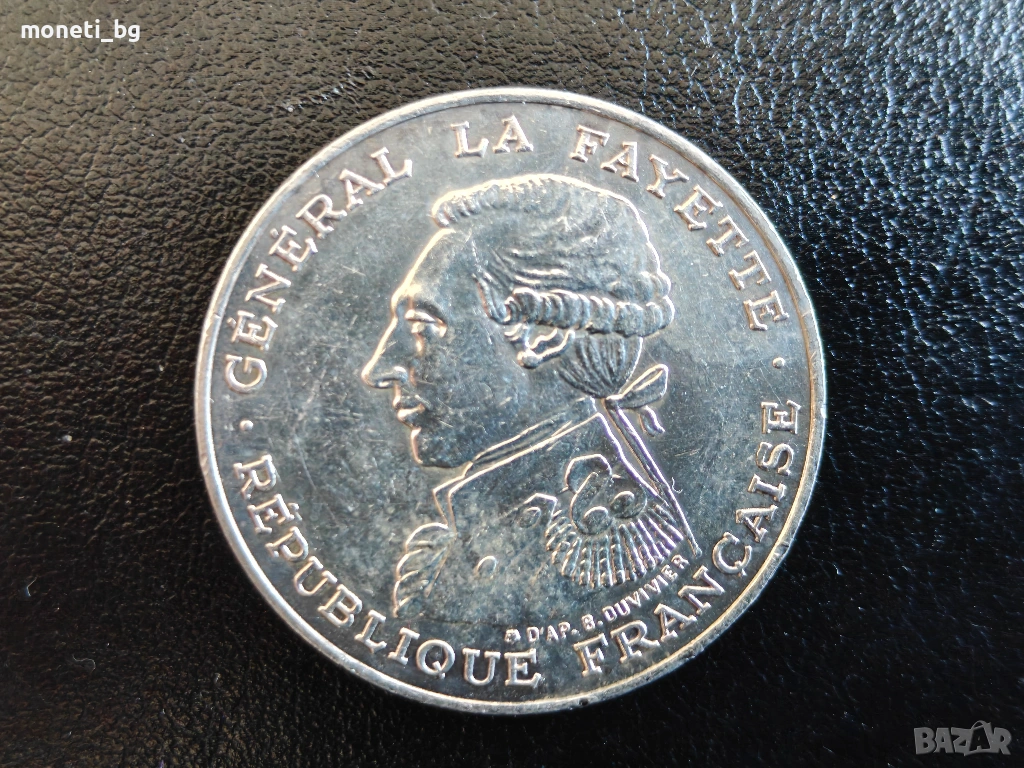 moneti_bg
· GÉNÉRAL LA FAYETTE ·
D'AP. B. DUVIVIER
RÉPUBLIQUE FRANÇAISE
BAZAR